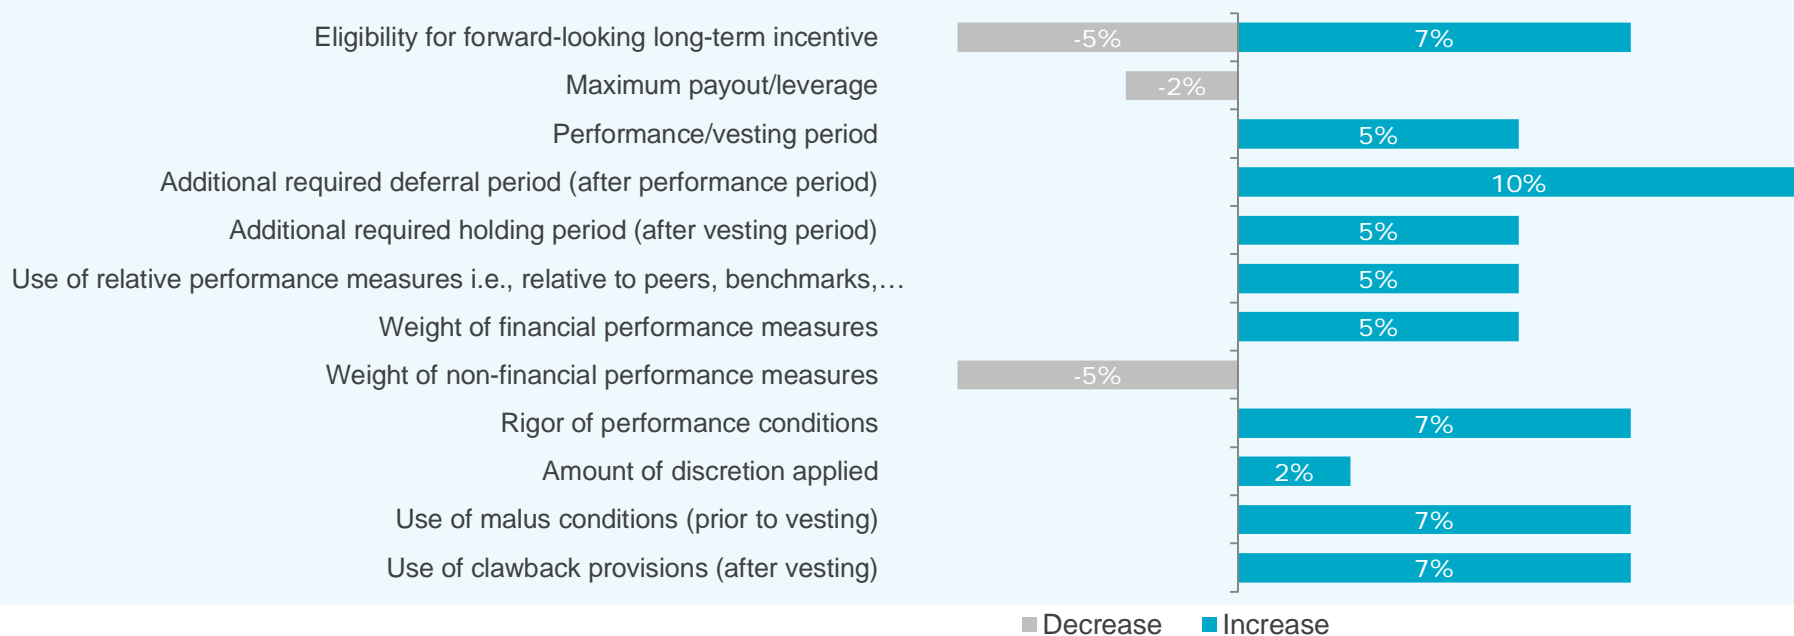 Eligibility for forward-looking long-term incentive -5% 7%
Maximum payout/leverage -2%
Performance/vesting period 5%
Additional required deferral period (after performance period) 10%
Additional required holding period (after vesting period) 5%
Use of relative performance measures i.e., relative to peers, benchmarks,… 5%
Weight of financial performance measures 5%
Weight of non-financial performance measures -5%
Rigor of performance conditions 7%
Amount of discretion applied 2%
Use of malus conditions (prior to vesting) 7%
Use of clawback provisions (after vesting) 7%
Decrease Increase